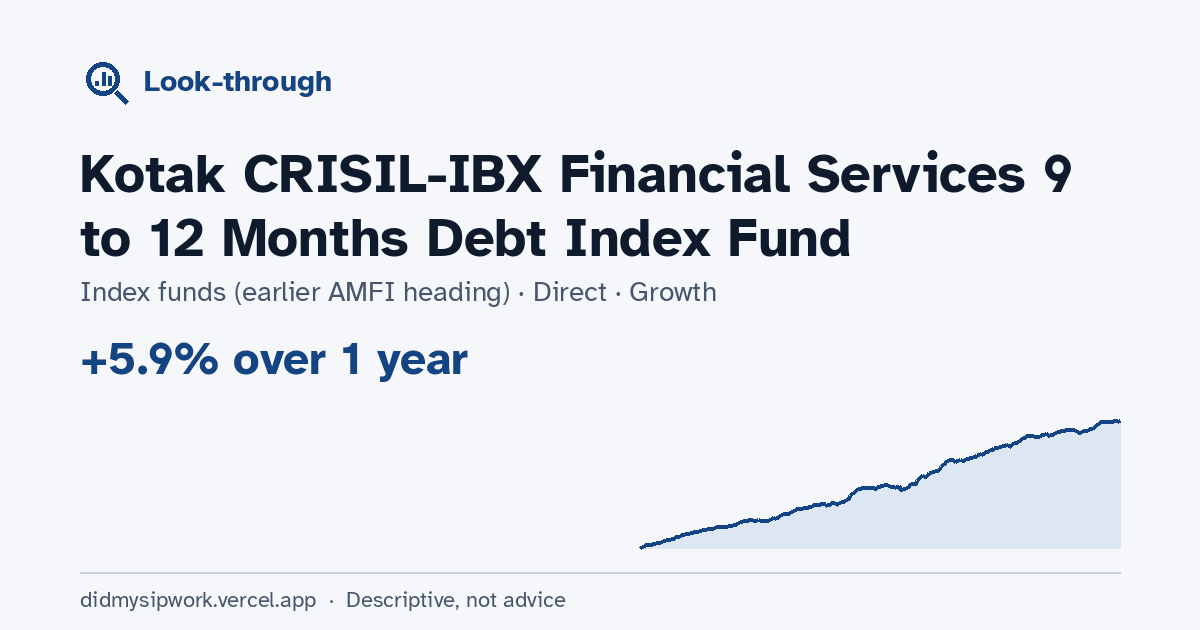 Look-through
Kotak CRISIL-IBX Financial Services 9
to 12 Months Debt Index Fund
Index funds (earlier AMFI heading) · Direct · Growth
+5.9% over 1 year
didmysipwork.vercel.app · Descriptive, not advice